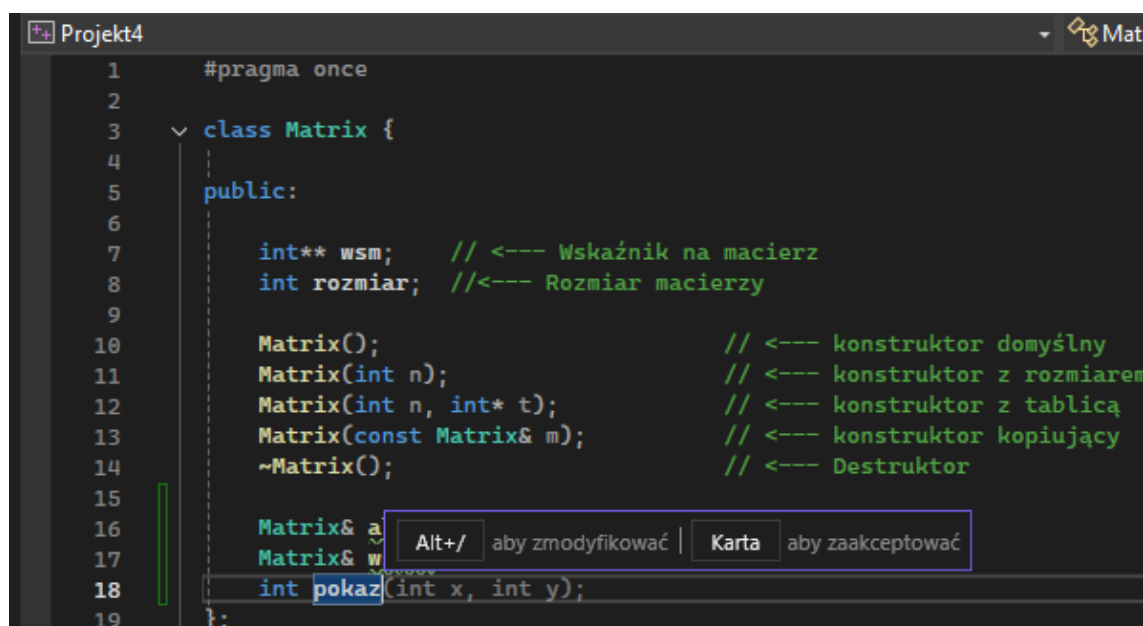 Projekt4
Mat
1 #pragma once
2
3 class Matrix {
4
5 public:
6
7 int** wsm; // <--- Wskaźnik na macierz
8 int rozmiar; //<--- Rozmiar macierzy
9
10 Matrix(); // <--- konstruktor domyślny
11 Matrix(int n); // <--- konstruktor z rozmiarem
12 Matrix(int n, int* t); // <--- konstruktor z tablicą
13 Matrix(const Matrix& m); // <--- konstruktor kopiujący
14 ~Matrix(); // <--- Destruktor
15
16 Matrix& a
Alt+/ aby zmodyfikować | Karta aby zaakceptować
17 Matrix& w
18 int pokaz(int x, int y);
19 };